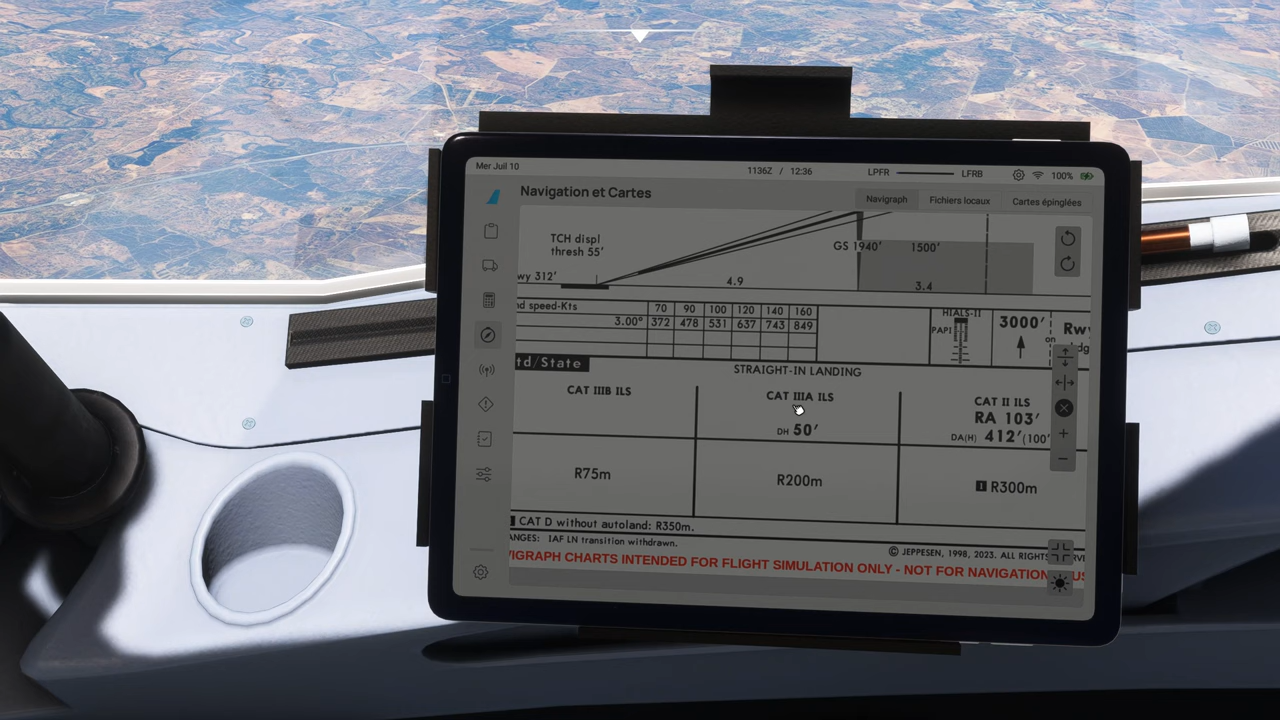 Mer Juil 10
1136Z / 12:36
LPFR LFRB
100%
Navigation et Cartes
Navigraph
Fichiers locaux
Cartes épinglées
TCH displ
thresh 55'
GS 1940'
1500'
wy 312'
4.9
3.4
nd speed-Kts
70 90 100 120 140 160
3.00° 372 478 531 637 743 849
HIALS-II
PAPI
3000'
on
Rwy
td/State
STRAIGHT-IN LANDING
CAT IIIB ILS
CAT IIIA ILS
DH 50'
CAT II ILS
RA 103'
DA(H) 412'(100'
R75m
R200m
1 R300m
CAT D without autoland: R350m.
ANGES: IAF LN transition withdrawn.
© JEPPESEN, 1998, 2023. ALL RIGHTS
VIGRAPH CHARTS INTENDED FOR FLIGHT SIMULATION ONLY - NOT FOR NAVIGATION